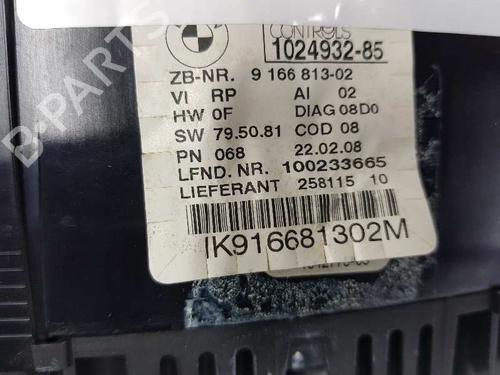 CONTROLS
1024932-85
ZB-NR. 9 166 813-02
VI RP AI 02
HW 0F DIAG 08D0
SW 79.50.81 COD 08
PN 068 22.02.08
LFND. NR. 100233665
LIEFERANT 258115 10
IK916681302M
B-PARTS